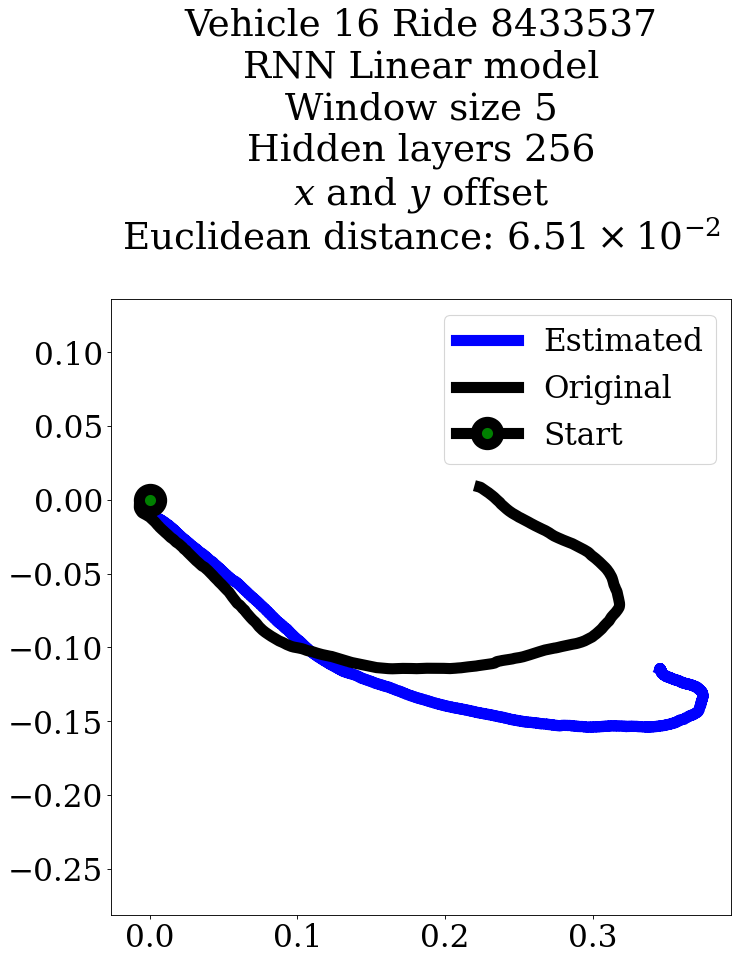 Vehicle 16 Ride 8433537
RNN Linear model
Window size 5
Hidden layers 256
x and y offset
Euclidean distance: 6.51 × 10⁻²
Estimated
Original
Start
0.10
0.05
0.00
−0.05
−0.10
−0.15
−0.20
−0.25
0.0 0.1 0.2 0.3